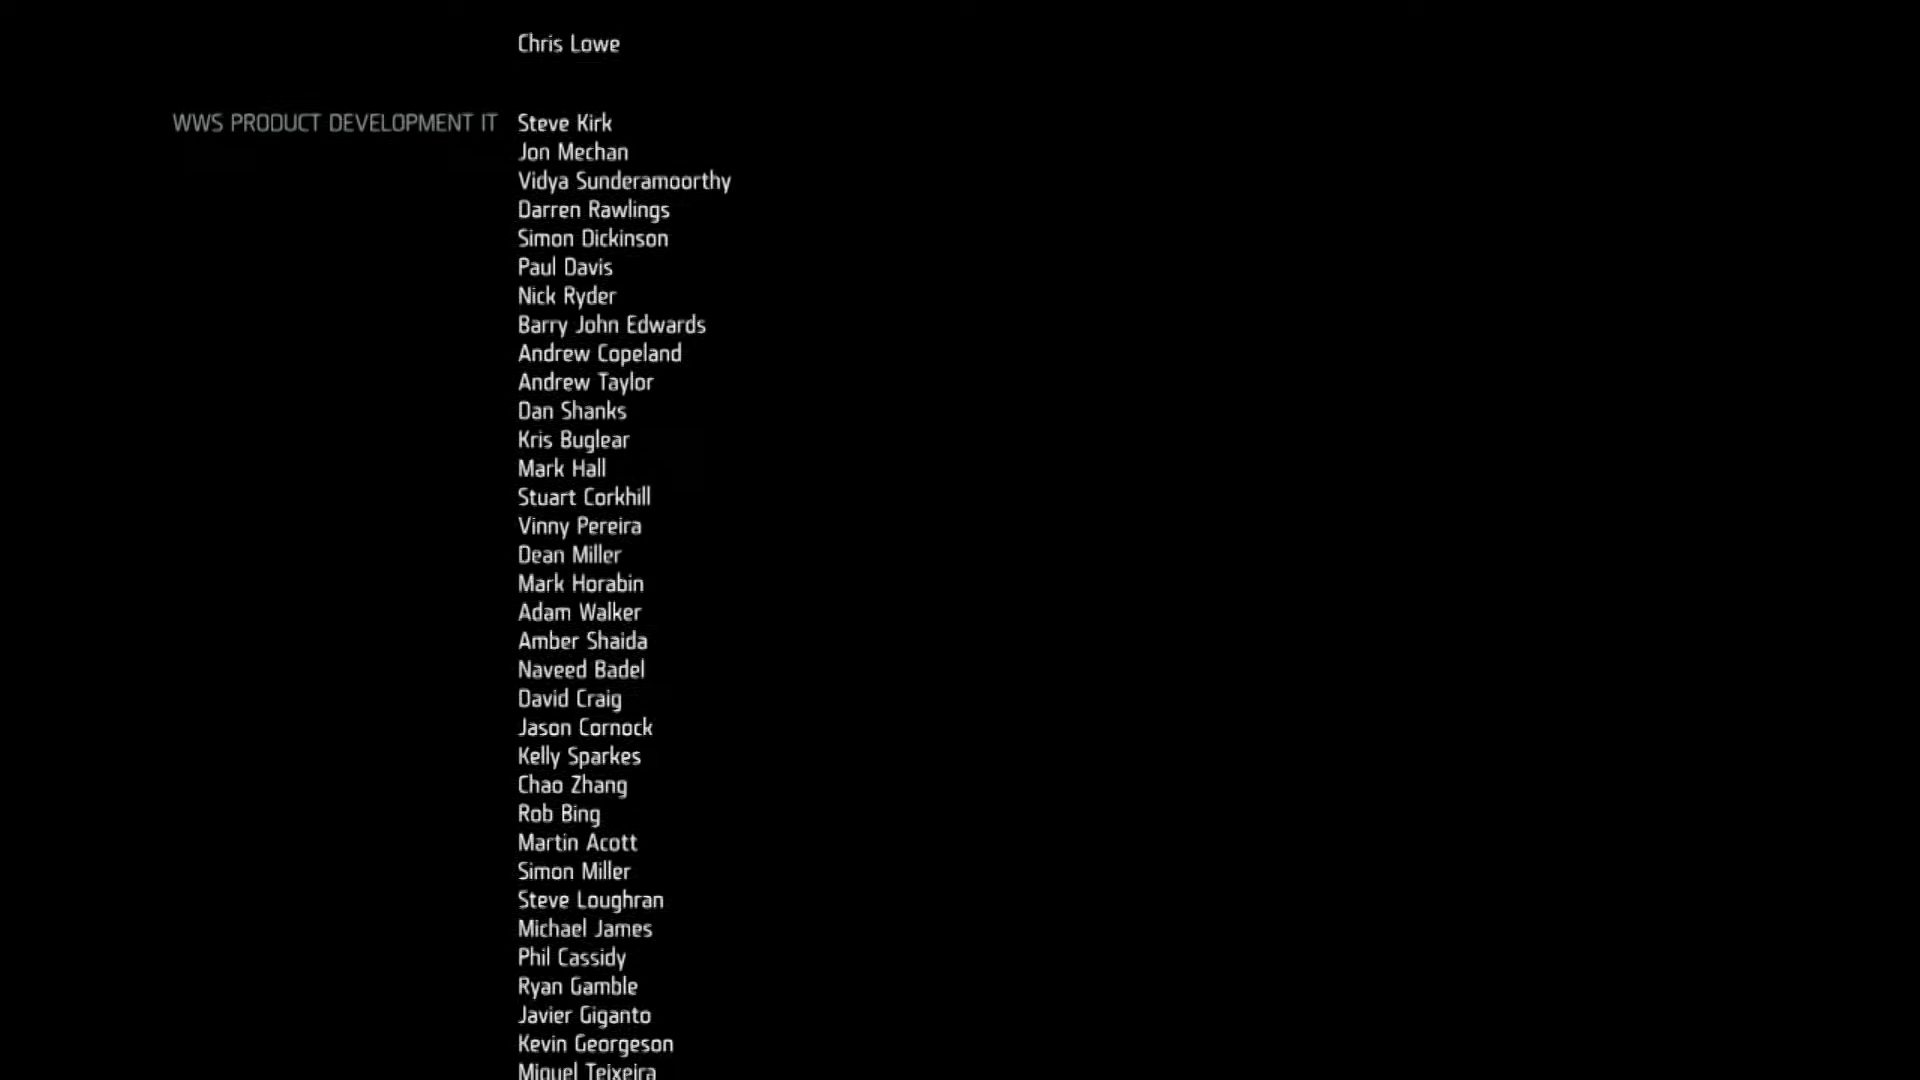 Chris Lowe
WWS PRODUCT DEVELOPMENT IT Steve Kirk
Jon Mechan
Vidya Sunderamoorthy
Darren Rawlings
Simon Dickinson
Paul Davis
Nick Ryder
Barry John Edwards
Andrew Copeland
Andrew Taylor
Dan Shanks
Kris Buglear
Mark Hall
Stuart Corkhill
Vinny Pereira
Dean Miller
Mark Horabin
Adam Walker
Amber Shaida
Naveed Badel
David Craig
Jason Cornock
Kelly Sparkes
Chao Zhang
Rob Bing
Martin Acott
Simon Miller
Steve Loughran
Michael James
Phil Cassidy
Ryan Gamble
Javier Giganto
Kevin Georgeson
Miguel Teixeira